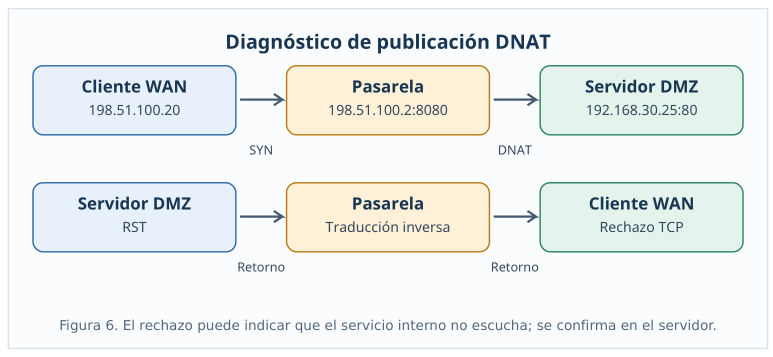 Diagnóstico de publicación DNAT
Cliente WAN
198.51.100.20
Pasarela
198.51.100.2:8080
Servidor DMZ
192.168.30.25:80
SYN
DNAT
Servidor DMZ
RST
Pasarela
Traducción inversa
Cliente WAN
Rechazo TCP
Retorno
Retorno
Figura 6. El rechazo puede indicar que el servicio interno no escucha; se confirma en el servidor.